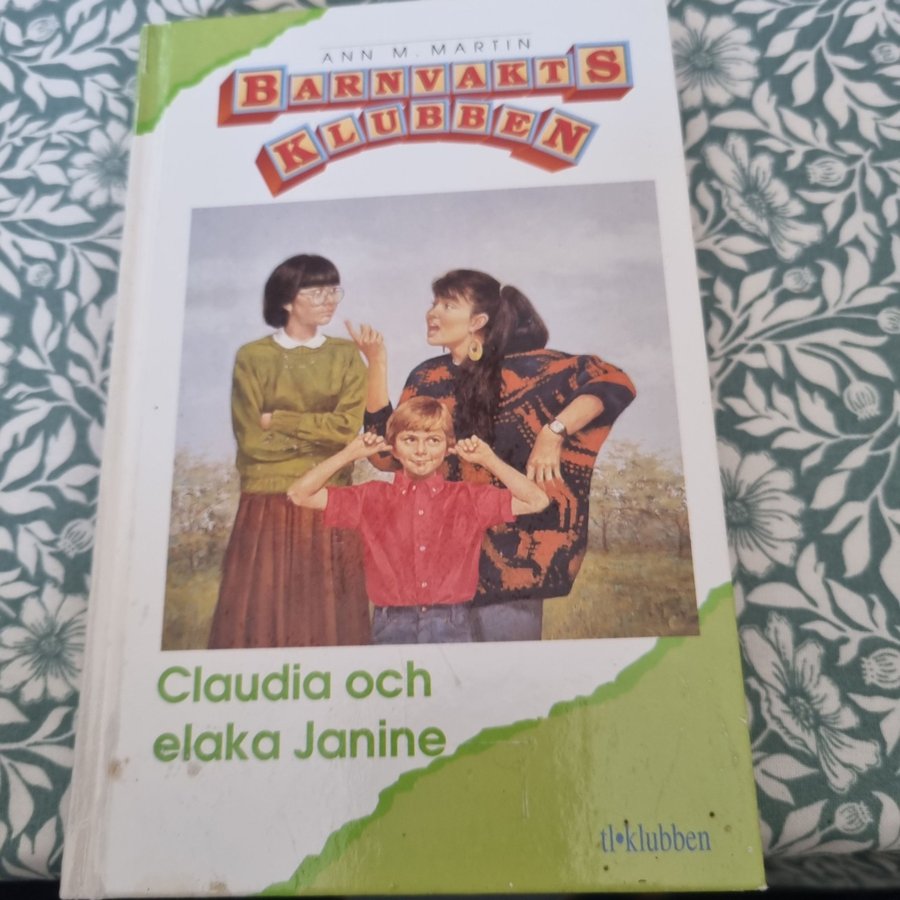 ANN M. MARTIN
BARNVAKTS
KLUBBEN
Claudia och
elaka Janine
tl•klubben